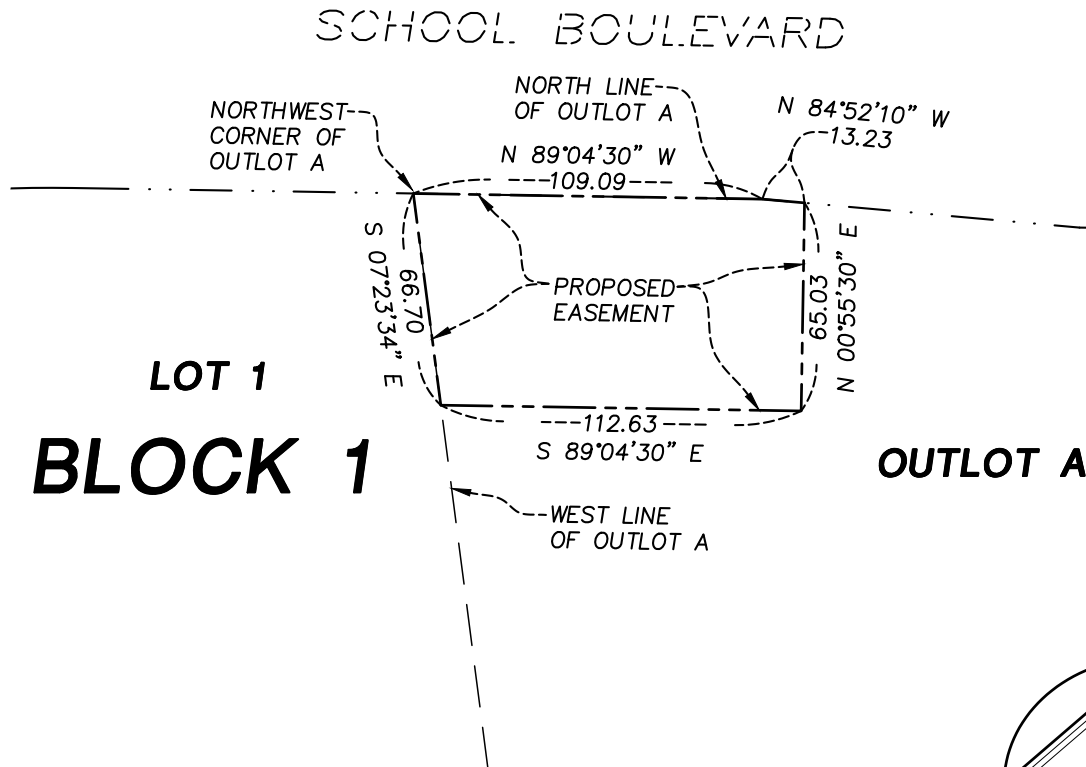 SCHOOL BOULEVARD
NORTHWEST
CORNER OF
OUTLOT A
NORTH LINE
OF OUTLOT A
N 84°52'10" W
13.23
N 89°04'30" W
109.09
S 07°23'34" E
66.70
PROPOSED
EASEMENT
65.03
N 00°55'30" E
LOT 1
BLOCK 1
112.63
S 89°04'30" E
OUTLOT A
WEST LINE
OF OUTLOT A